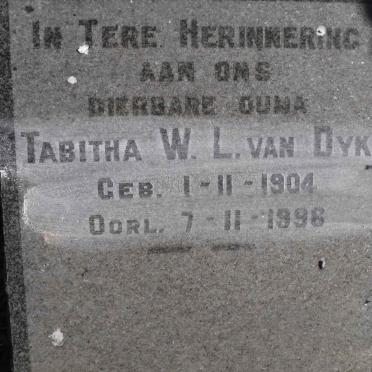 IN TERE HERINNERING
AAN ONS
DIERBARE OUMA
TABITHA W. L. VAN DYK
GEB. 1-11-1904
OORL. 7-11-1996